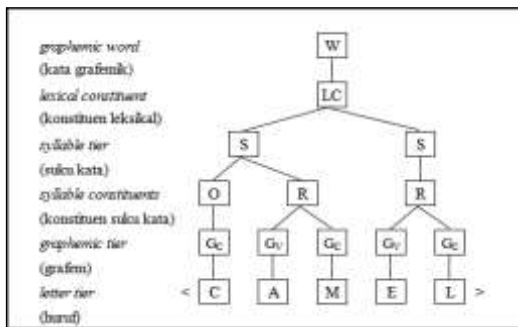 graphemic word W
(kata grafemik)
lexical constituent LC
(konstituen leksikal)
syllable tier S S
(suku kata)
syllable constituents O R R
(konstituen suku kata)
graphemic tier Gc Gv Gc Gv Gc
(grafem)
letter tier < C A M E L >
(huruf)